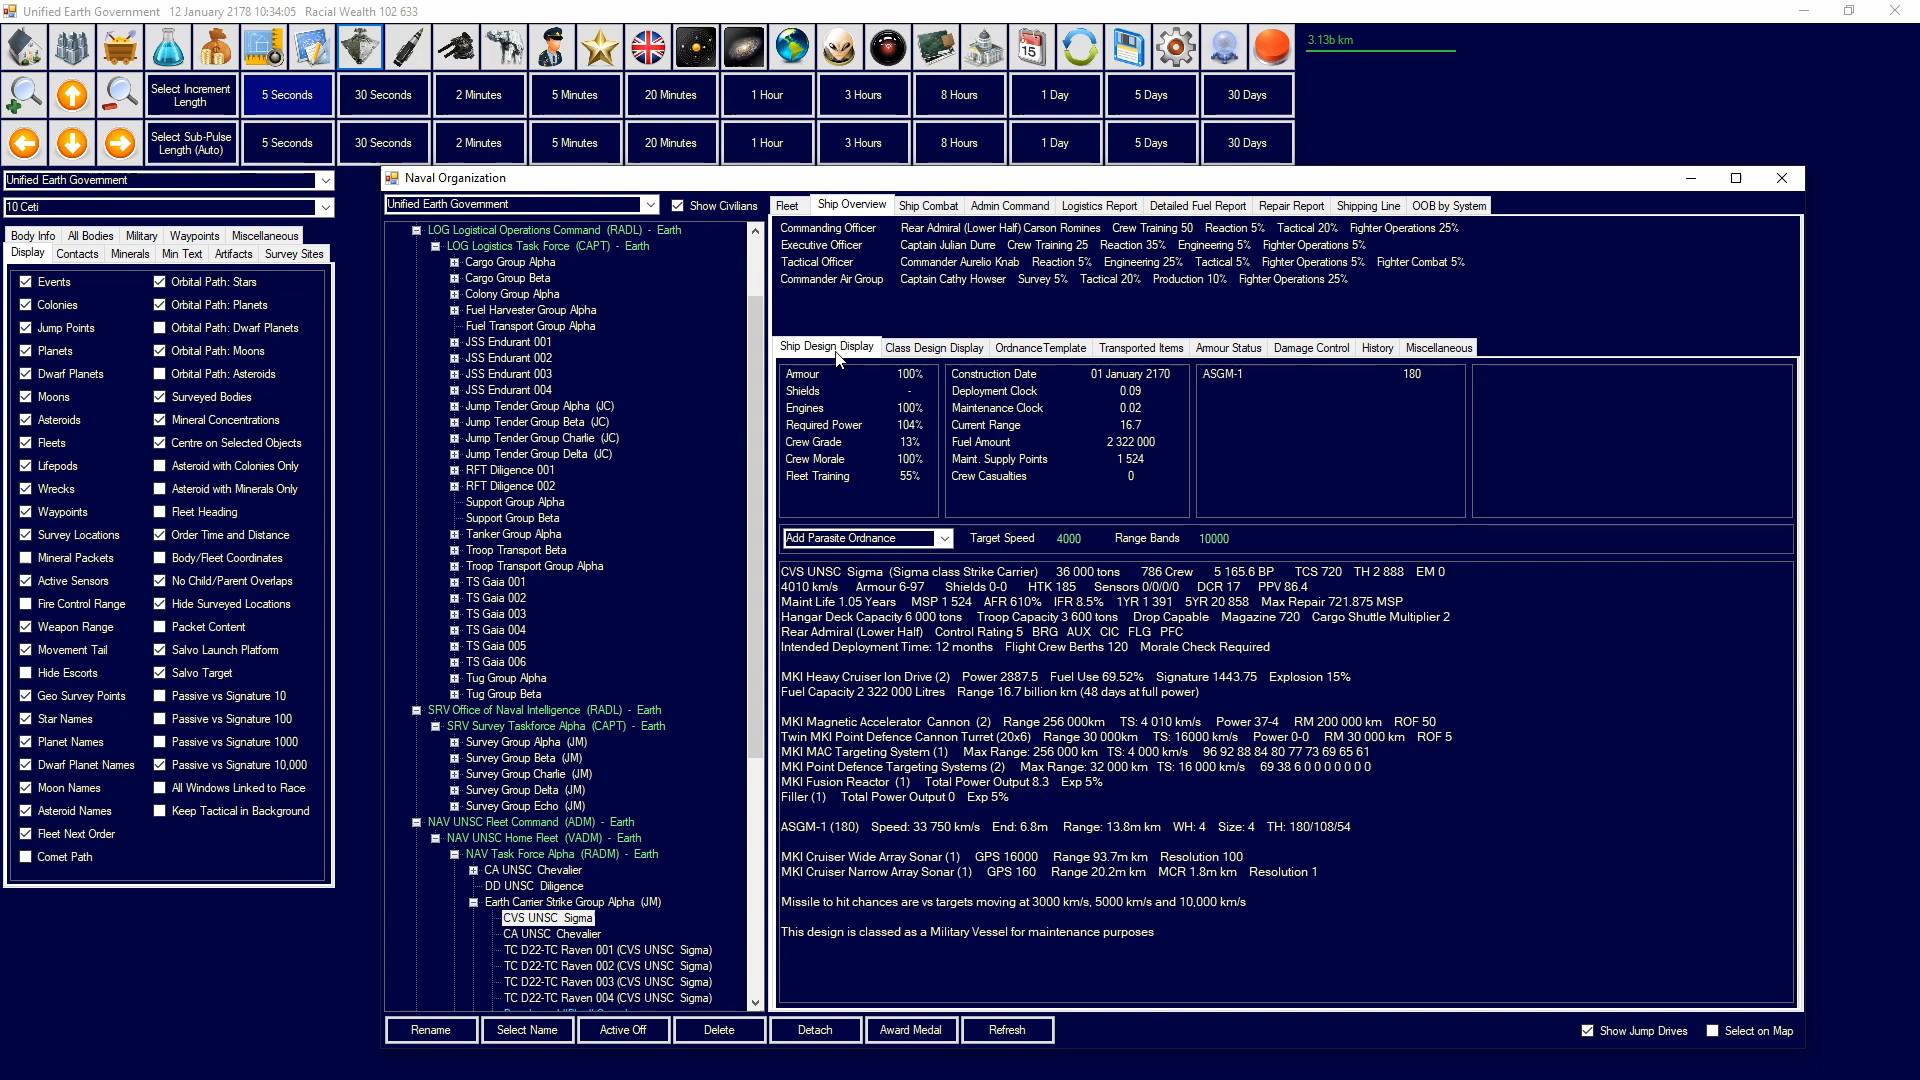 Unified Earth Government   12 January 2178 10:34:05   Racial Wealth 102 633
3.13b km
Select Increment Length
5 Seconds
30 Seconds
2 Minutes
5 Minutes
20 Minutes
1 Hour
3 Hours
8 Hours
1 Day
5 Days
30 Days
Select Sub-Pulse Length (Auto)
5 Seconds
30 Seconds
2 Minutes
5 Minutes
20 Minutes
1 Hour
3 Hours
8 Hours
1 Day
5 Days
30 Days
Unified Earth Government
10 Ceti
Body Info   All Bodies   Military   Waypoints   Miscellaneous
Display   Contacts   Minerals   Min Text   Artifacts   Survey Sites
Events   Orbital Path: Stars
Colonies   Orbital Path: Planets
Jump Points   Orbital Path: Dwarf Planets
Planets   Orbital Path: Moons
Dwarf Planets   Orbital Path: Asteroids
Moons   Surveyed Bodies
Asteroids   Mineral Concentrations
Fleets   Centre on Selected Objects
Lifepods   Asteroid with Colonies Only
Wrecks   Asteroid with Minerals Only
Waypoints   Fleet Heading
Survey Locations   Order Time and Distance
Mineral Packets   Body/Fleet Coordinates
Active Sensors   No Child/Parent Overlaps
Fire Control Range   Hide Surveyed Locations
Weapon Range   Packet Content
Movement Tail   Salvo Launch Platform
Hide Escorts   Salvo Target
Geo Survey Points   Passive vs Signature 10
Star Names   Passive vs Signature 100
Planet Names   Passive vs Signature 1000
Dwarf Planet Names   Passive vs Signature 10,000
Moon Names   All Windows Linked to Race
Asteroid Names   Keep Tactical in Background
Fleet Next Order
Comet Path
Naval Organization
Unified Earth Government   Show Civilians
LOG Logistical Operations Command (RADL) - Earth
LOG Logistics Task Force (CAPT) - Earth
Cargo Group Alpha
Cargo Group Beta
Colony Group Alpha
Fuel Harvester Group Alpha
Fuel Transport Group Alpha
JSS Endurant 001
JSS Endurant 002
JSS Endurant 003
JSS Endurant 004
Jump Tender Group Alpha (JC)
Jump Tender Group Beta (JC)
Jump Tender Group Charlie (JC)
Jump Tender Group Delta (JC)
RFT Diligence 001
RFT Diligence 002
Support Group Alpha
Support Group Beta
Tanker Group Alpha
Troop Transport Beta
Troop Transport Group Alpha
TS Gaia 001
TS Gaia 002
TS Gaia 003
TS Gaia 004
TS Gaia 005
TS Gaia 006
Tug Group Alpha
Tug Group Beta
SRV Office of Naval Intelligence (RADL) - Earth
SRV Survey Taskforce Alpha (CAPT) - Earth
Survey Group Alpha (JM)
Survey Group Beta (JM)
Survey Group Charlie (JM)
Survey Group Delta (JM)
Survey Group Echo (JM)
NAV UNSC Fleet Command (ADM) - Earth
NAV UNSC Home Fleet (VADM) - Earth
NAV Task Force Alpha (RADM) - Earth
CA UNSC Chevalier
DD UNSC Diligence
Earth Carrier Strike Group Alpha (JM)
CVS UNSC Sigma
CA UNSC Chevalier
TC D22-TC Raven 001 (CVS UNSC Sigma)
TC D22-TC Raven 002 (CVS UNSC Sigma)
TC D22-TC Raven 003 (CVS UNSC Sigma)
TC D22-TC Raven 004 (CVS UNSC Sigma)
Fleet   Ship Overview   Ship Combat   Admin Command   Logistics Report   Detailed Fuel Report   Repair Report   Shipping Line   OOB by System
Commanding Officer   Rear Admiral (Lower Half) Carson Romines   Crew Training 50   Reaction 5%   Tactical 20%   Fighter Operations 25%
Executive Officer   Captain Julian Durre   Crew Training 25   Reaction 35%   Engineering 5%   Fighter Operations 5%
Tactical Officer   Commander Aurelio Knab   Reaction 5%   Engineering 25%   Tactical 5%   Fighter Operations 5%   Fighter Combat 5%
Commander Air Group   Captain Cathy Howser   Survey 5%   Tactical 20%   Production 10%   Fighter Operations 25%
Ship Design Display   Class Design Display   Ordnance Template   Transported Items   Armour Status   Damage Control   History   Miscellaneous
Armour   100%   Construction Date   01 January 2170   ASGM-1   180
Shields   -   Deployment Clock   0.09
Engines   100%   Maintenance Clock   0.02
Required Power   104%   Current Range   16.7
Crew Grade   13%   Fuel Amount   2 322 000
Crew Morale   100%   Maint. Supply Points   1 524
Fleet Training   55%   Crew Casualties   0
Add Parasite Ordnance   Target Speed   4000   Range Bands   10000
CVS UNSC Sigma (Sigma class Strike Carrier)   36 000 tons   786 Crew   5 165.6 BP   TCS 720   TH 2 888   EM 0
4010 km/s   Armour 6-97   Shields 0-0   HTK 185   Sensors 0/0/0/0   DCR 17   PPV 86.4
Maint Life 1.05 Years   MSP 1 524   AFR 610%   IFR 8.5%   1YR 1 391   5YR 20 858   Max Repair 721.875 MSP
Hangar Deck Capacity 6 000 tons   Troop Capacity 3 600 tons   Drop Capable   Magazine 720   Cargo Shuttle Multiplier 2
Rear Admiral (Lower Half)   Control Rating 5   BRG   AUX   CIC   FLG   PFC
Intended Deployment Time: 12 months   Flight Crew Berths 120   Morale Check Required
MKI Heavy Cruiser Ion Drive (2)   Power 2887.5   Fuel Use 69.52%   Signature 1443.75   Explosion 15%
Fuel Capacity 2 322 000 Litres   Range 16.7 billion km (48 days at full power)
MKI Magnetic Accelerator Cannon (2)   Range 256 000km   TS: 4 010 km/s   Power 37-4   RM 200 000 km   ROF 50
Twin MKI Point Defence Cannon Turret (20x6)   Range 30 000km   TS: 16000 km/s   Power 0-0   RM 30 000 km   ROF 5
MKI MAC Targeting System (1)   Max Range: 256 000 km   TS: 4 000 km/s   96 92 88 84 80 77 73 69 65 61
MKI Point Defence Targeting Systems (2)   Max Range: 32 000 km   TS: 16 000 km/s   69 38 6 0 0 0 0 0 0 0
MKI Fusion Reactor (1)   Total Power Output 8.3   Exp 5%
Filler (1)   Total Power Output 0   Exp 5%
ASGM-1 (180)   Speed: 33 750 km/s   End: 6.8m   Range: 13.8m km   WH: 4   Size: 4   TH: 180/108/54
MKI Cruiser Wide Array Sonar (1)   GPS 16000   Range 93.7m km   Resolution 100
MKI Cruiser Narrow Array Sonar (1)   GPS 160   Range 20.2m km   MCR 1.8m km   Resolution 1
Missile to hit chances are vs targets moving at 3000 km/s, 5000 km/s and 10,000 km/s
This design is classed as a Military Vessel for maintenance purposes
Rename   Select Name   Active Off   Delete   Detach   Award Medal   Refresh   Show Jump Drives   Select on Map